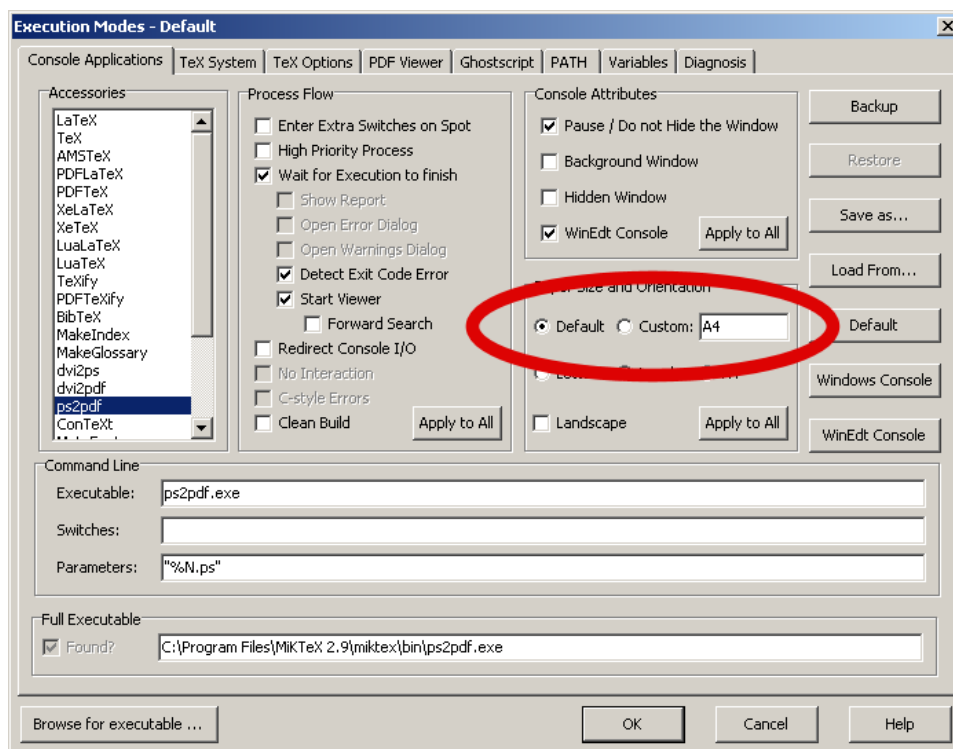 Execution Modes - Default
Console Applications TeX System TeX Options PDF Viewer Ghostscript PATH Variables Diagnosis
Accessories
LaTeX
TeX
AMSTeX
PDFLaTeX
PDFTeX
XeLaTeX
XeTeX
LuaLaTeX
LuaTeX
TeXify
PDFTeXify
BibTeX
MakeIndex
MakeGlossary
dvi2ps
dvi2pdf
ps2pdf
ConTeXt
Process Flow
Enter Extra Switches on Spot
High Priority Process
Wait for Execution to finish
Show Report
Open Error Dialog
Open Warnings Dialog
Detect Exit Code Error
Start Viewer
Forward Search
Redirect Console I/O
No Interaction
C-style Errors
Clean Build Apply to All
Console Attributes
Pause / Do not Hide the Window
Background Window
Hidden Window
WinEdt Console Apply to All
Size and Orientation
Default Custom: A4
Landscape Apply to All
Backup
Restore
Save as...
Load From...
Default
Windows Console
WinEdt Console
Command Line
Executable: ps2pdf.exe
Switches:
Parameters: "%N.ps"
Full Executable
Found? C:\Program Files\MiKTeX 2.9\miktex\bin\ps2pdf.exe
Browse for executable ... OK Cancel Help